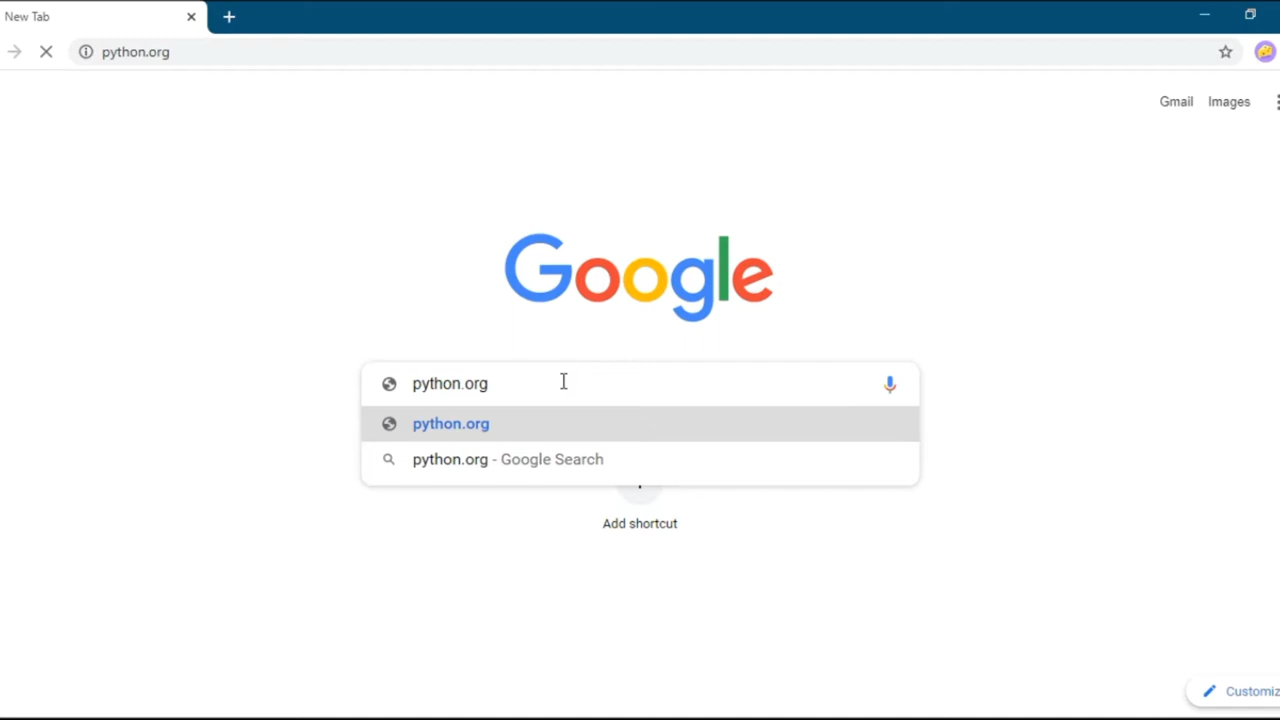 New Tab
python.org
Gmail Images
Google
python.org
python.org
python.org - Google Search
Add shortcut
Customiz